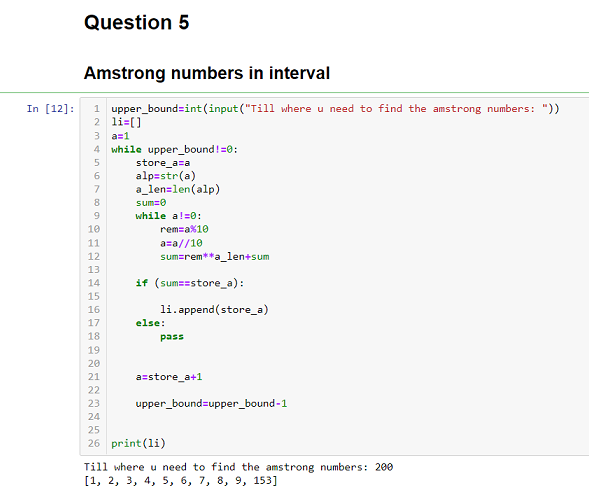 Question 5
Amstrong numbers in interval
In [12]:
1 upper_bound=int(input("Till where u need to find the amstrong numbers: "))
2 li=[]
3 a=1
4 while upper_bound!=0:
5     store_a=a
6     alp=str(a)
7     a_len=len(alp)
8     sum=0
9     while a!=0:
10         rem=a%10
11         a=a//10
12         sum=rem**a_len+sum
13
14     if (sum==store_a):
15
16         li.append(store_a)
17     else:
18         pass
19
20
21     a=store_a+1
22
23     upper_bound=upper_bound-1
24
25
26 print(li)
Till where u need to find the amstrong numbers: 200
[1, 2, 3, 4, 5, 6, 7, 8, 9, 153]